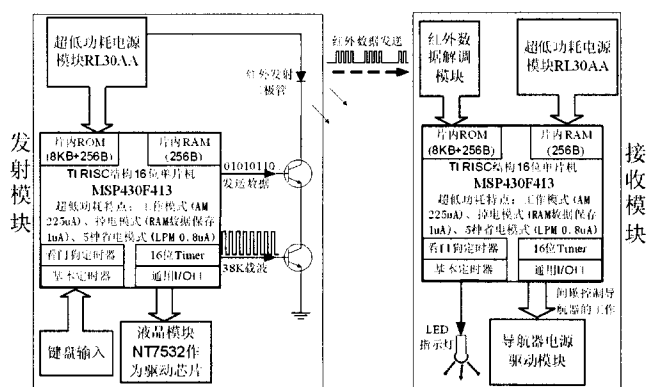 发射模块
超低功耗电源
模块RL30AA
红外发射
二极管
片内ROM
(8KB+256B)
片内RAM
(256B)
TI RISC结构16位单片机
MSP430F413
超低功耗特点：工作模式(AM
225uA)、掉电模式(RAM数据保存
1uA)、5种省电模式(LPM 0.8uA)
看门狗定时器
16位Timer
基本定时器
通用I/O口
01010110
发送数据
38K载波
键盘输入
液晶模块
NT7532作
为驱动芯片
红外数据发送
接收模块
红外数
据解调
模块
超低功耗电源
模块RL30AA
片内ROM
(8KB+256B)
片内RAM
(256B)
TI RISC结构16位单片机
MSP430F413
超低功耗特点：工作模式(AM
225uA)、掉电模式(RAM数据保存
1uA)、5种省电模式(LPM 0.8uA)
看门狗定时器
16位Timer
基本定时器
通用I/O口
LED
指示灯
间接控制导
航器的工作
导航器电源
驱动模块